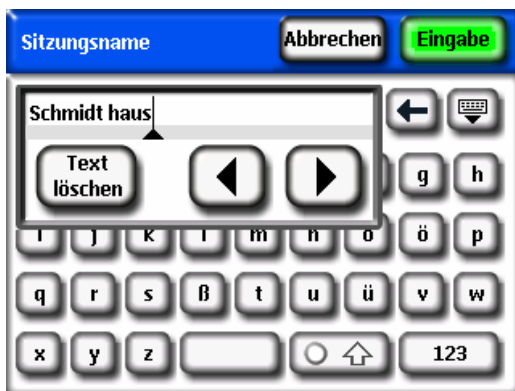 Sitzungsname Abbrechen Eingabe
Schmidt haus
Text
löschen
g h
i j k l m n o ö p
q r s ß t u ü v w
x y z 123